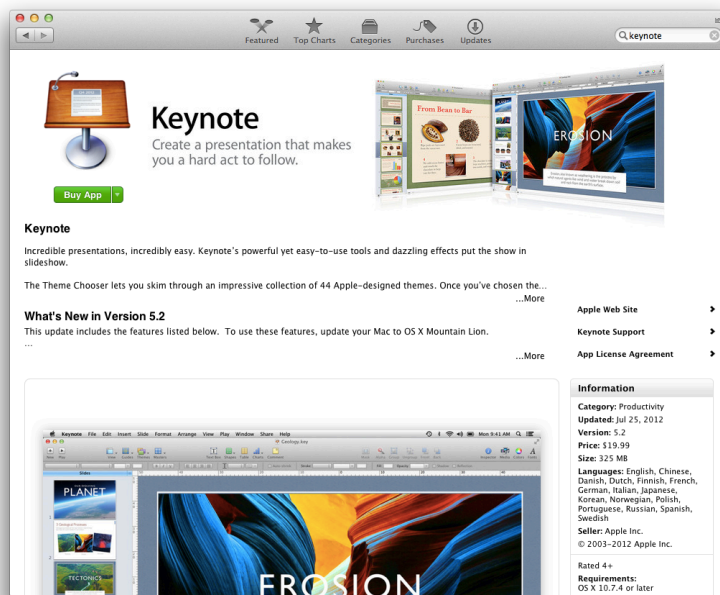 Featured
Top Charts
Categories
Purchases
Updates
keynote
Keynote
Create a presentation that makes
you a hard act to follow.
From Bean to Bar
EROSION
Buy App
Keynote
Incredible presentations, incredibly easy. Keynote's powerful yet easy-to-use tools and dazzling effects put the show in
slideshow.
The Theme Chooser lets you skim through an impressive collection of 44 Apple-designed themes. Once you've chosen the...
...More
What's New in Version 5.2
This update includes the features listed below. To use these features, update your Mac to OS X Mountain Lion.
...
...More
Apple Web Site
Keynote Support
App License Agreement
Keynote File Edit Insert Slide Format Arrange View Play Window Share Help
Mon 9:41 AM
Geology.key
Slides
PLANET
TECTONICS
EROSION
Information
Category: Productivity
Updated: Jul 25, 2012
Version: 5.2
Price: $19.99
Size: 325 MB
Languages: English, Chinese,
Danish, Dutch, Finnish, French,
German, Italian, Japanese,
Korean, Norwegian, Polish,
Portuguese, Russian, Spanish,
Swedish
Seller: Apple Inc.
© 2003–2012 Apple Inc.
Rated 4+
Requirements:
OS X 10.7.4 or later